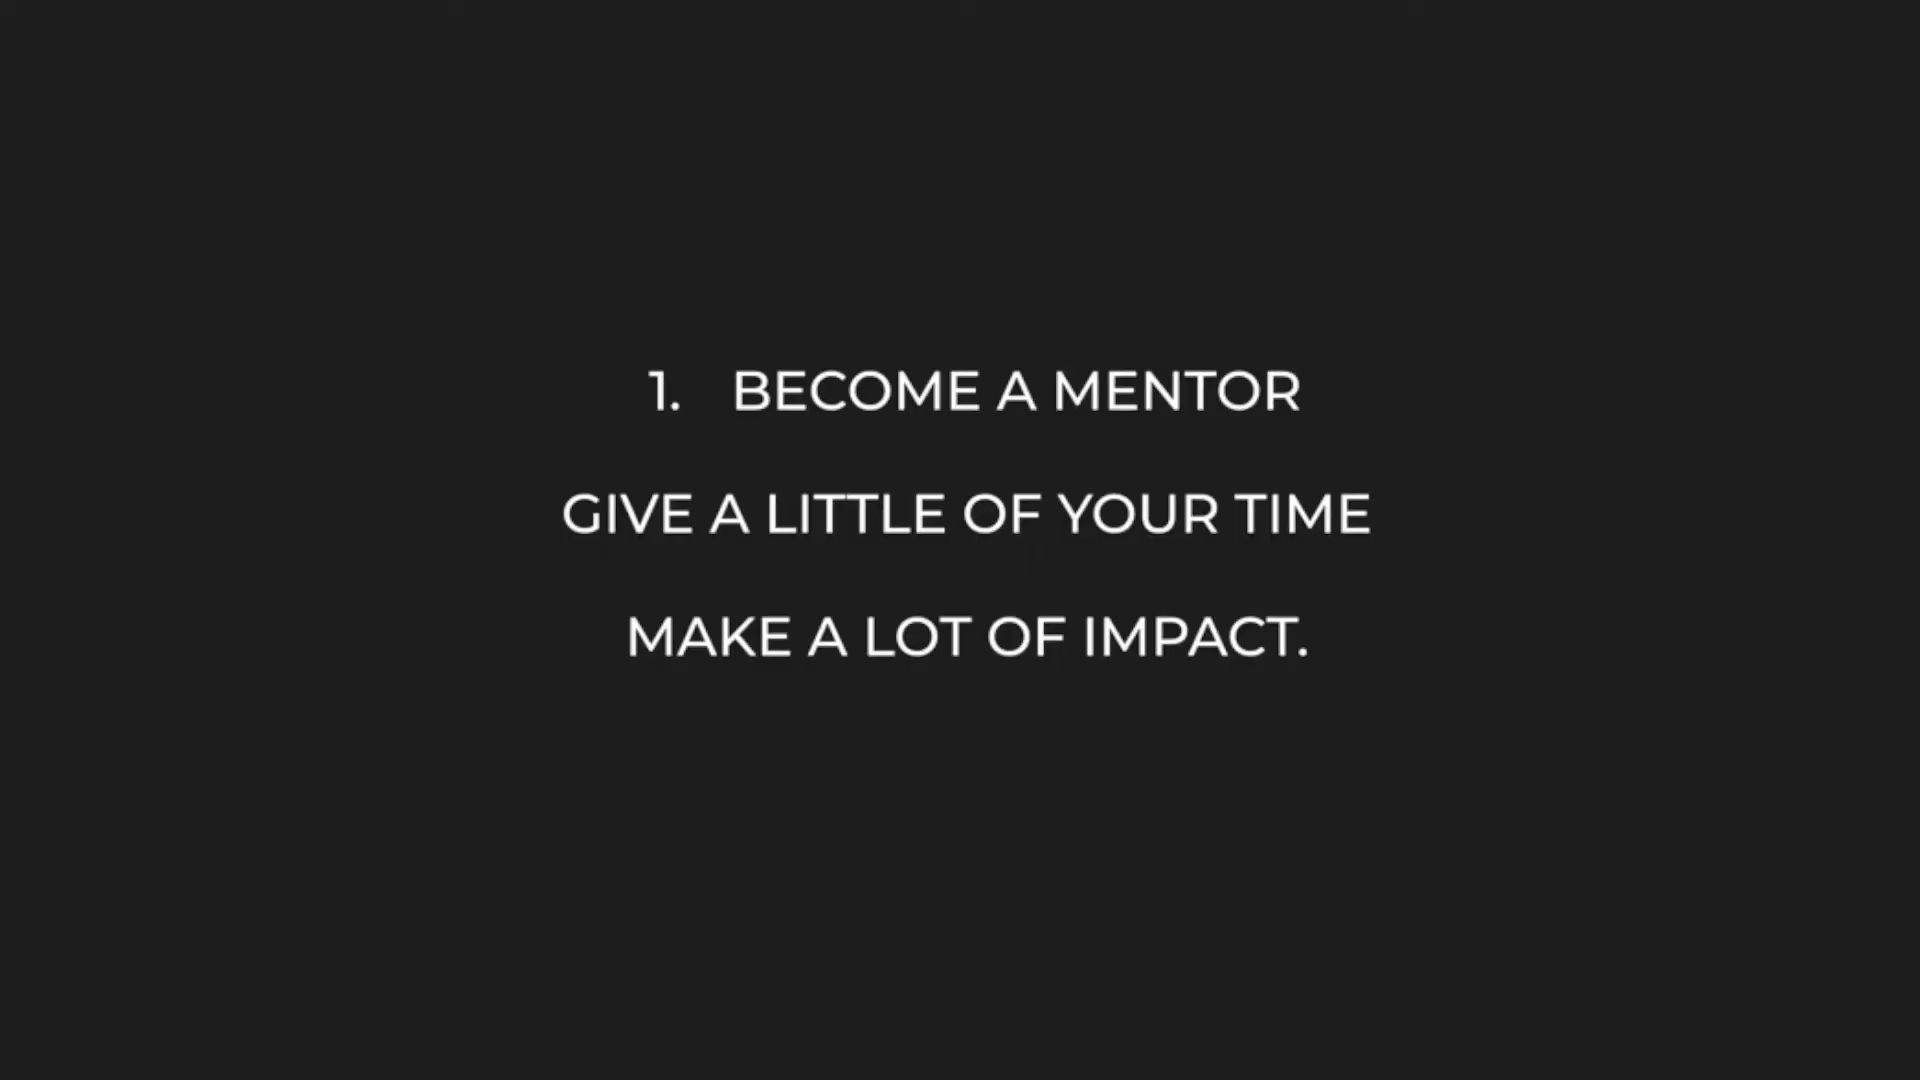 1. BECOME A MENTOR
GIVE A LITTLE OF YOUR TIME
MAKE A LOT OF IMPACT.